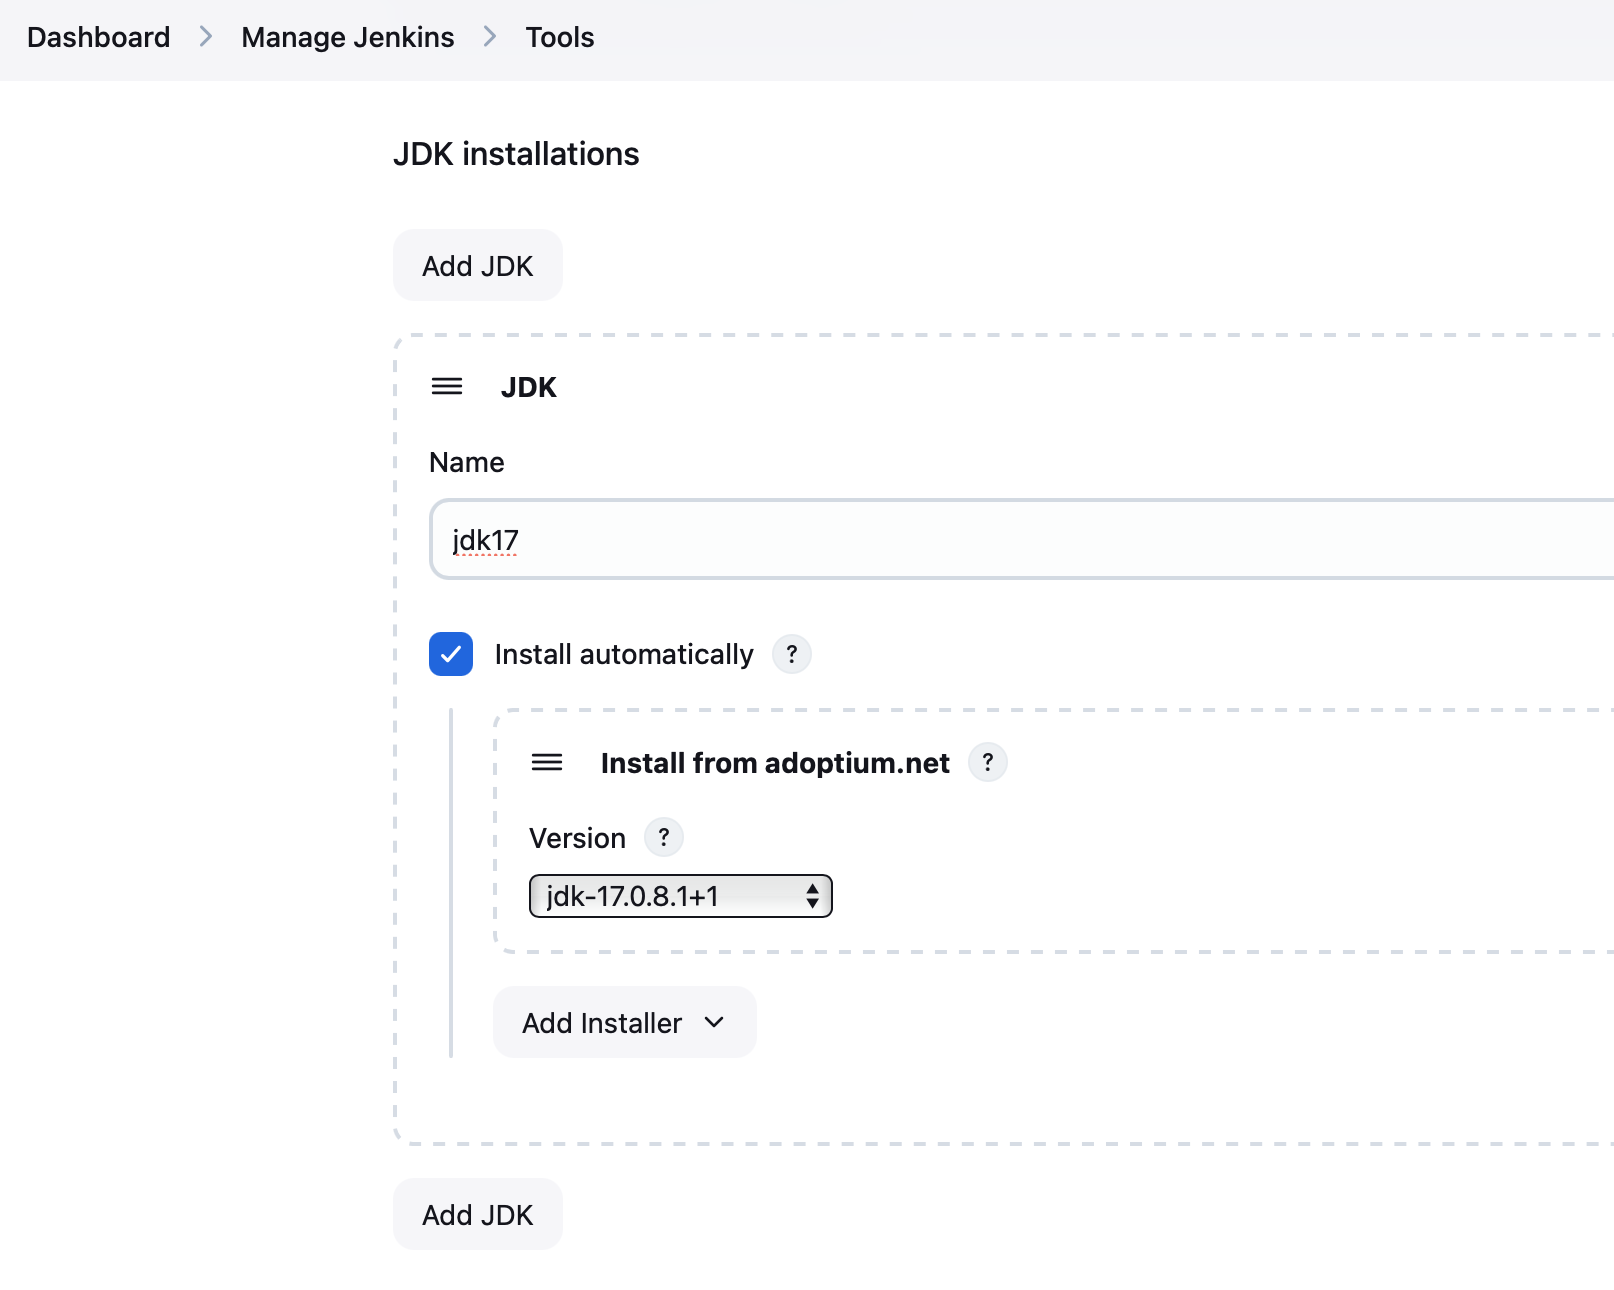 Dashboard > Manage Jenkins > Tools
JDK installations
Add JDK
JDK
Name
jdk17
Install automatically ?
Install from adoptium.net ?
Version ?
jdk-17.0.8.1+1
Add Installer
Add JDK